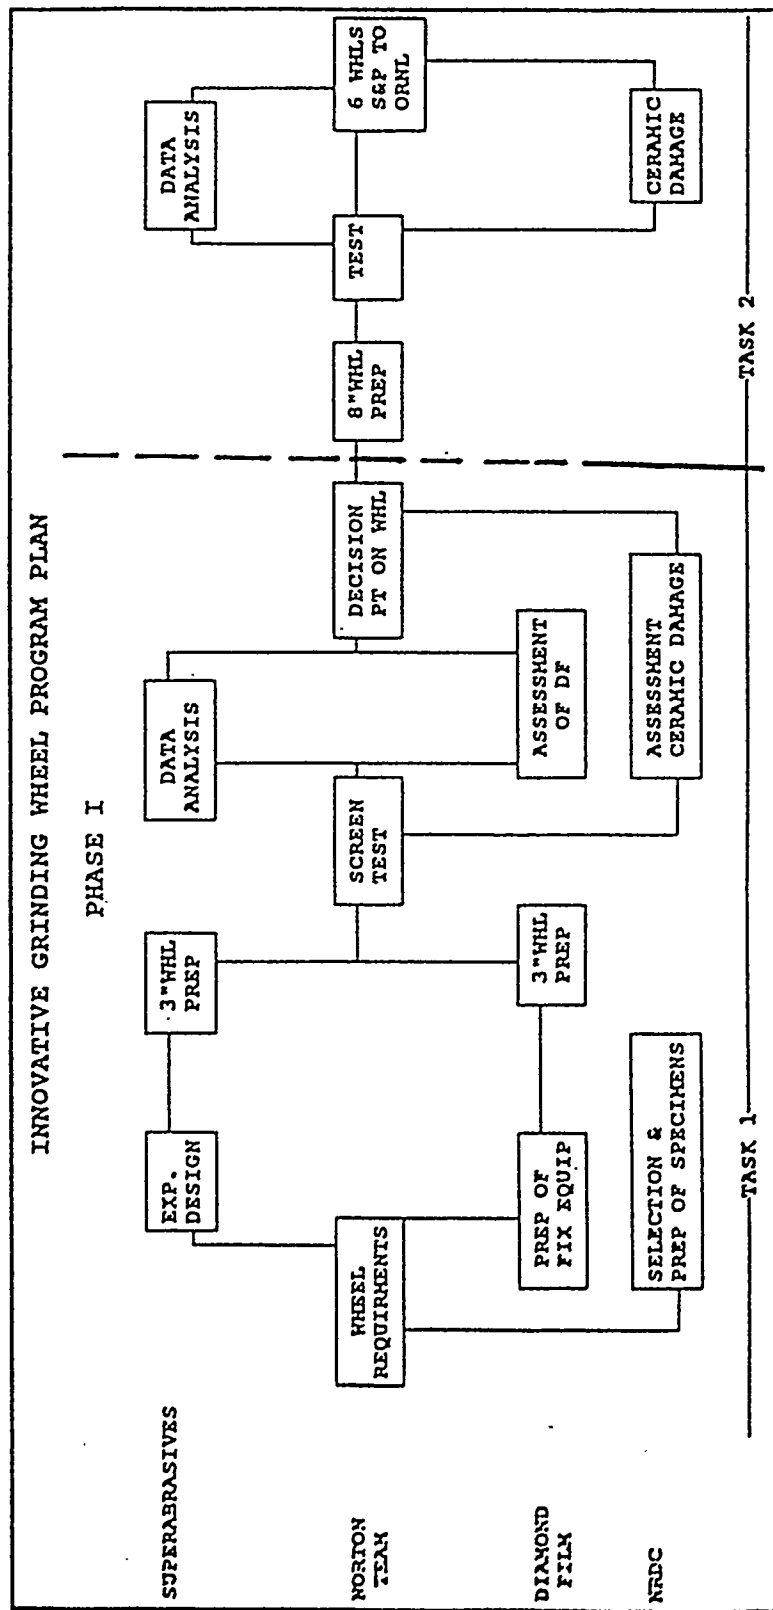 INNOVATIVE GRINDING WHEEL PROGRAM PLAN
PHASE I
SUPERABRASIVES
EXP.
DESIGN
3"WHL
PREP
DATA
ANALYSIS
DATA
ANALYSIS
NORTON
TEAM
WHEEL
REQUIRMENTS
SCREEN
TEST
DECISION
PT ON WHL
8"WHL
PREP
TEST
6 WHLS
S&P TO
ORNL
DIAMOND
FILM
PREP OF
FIX EQUIP
3"WHL
PREP
ASSESSMENT
OF DF
NRDC
SELECTION &
PREP OF SPECIMENS
ASSESSMENT
CERAMIC DAMAGE
CERAMIC
DAMAGE
TASK 1
TASK 2